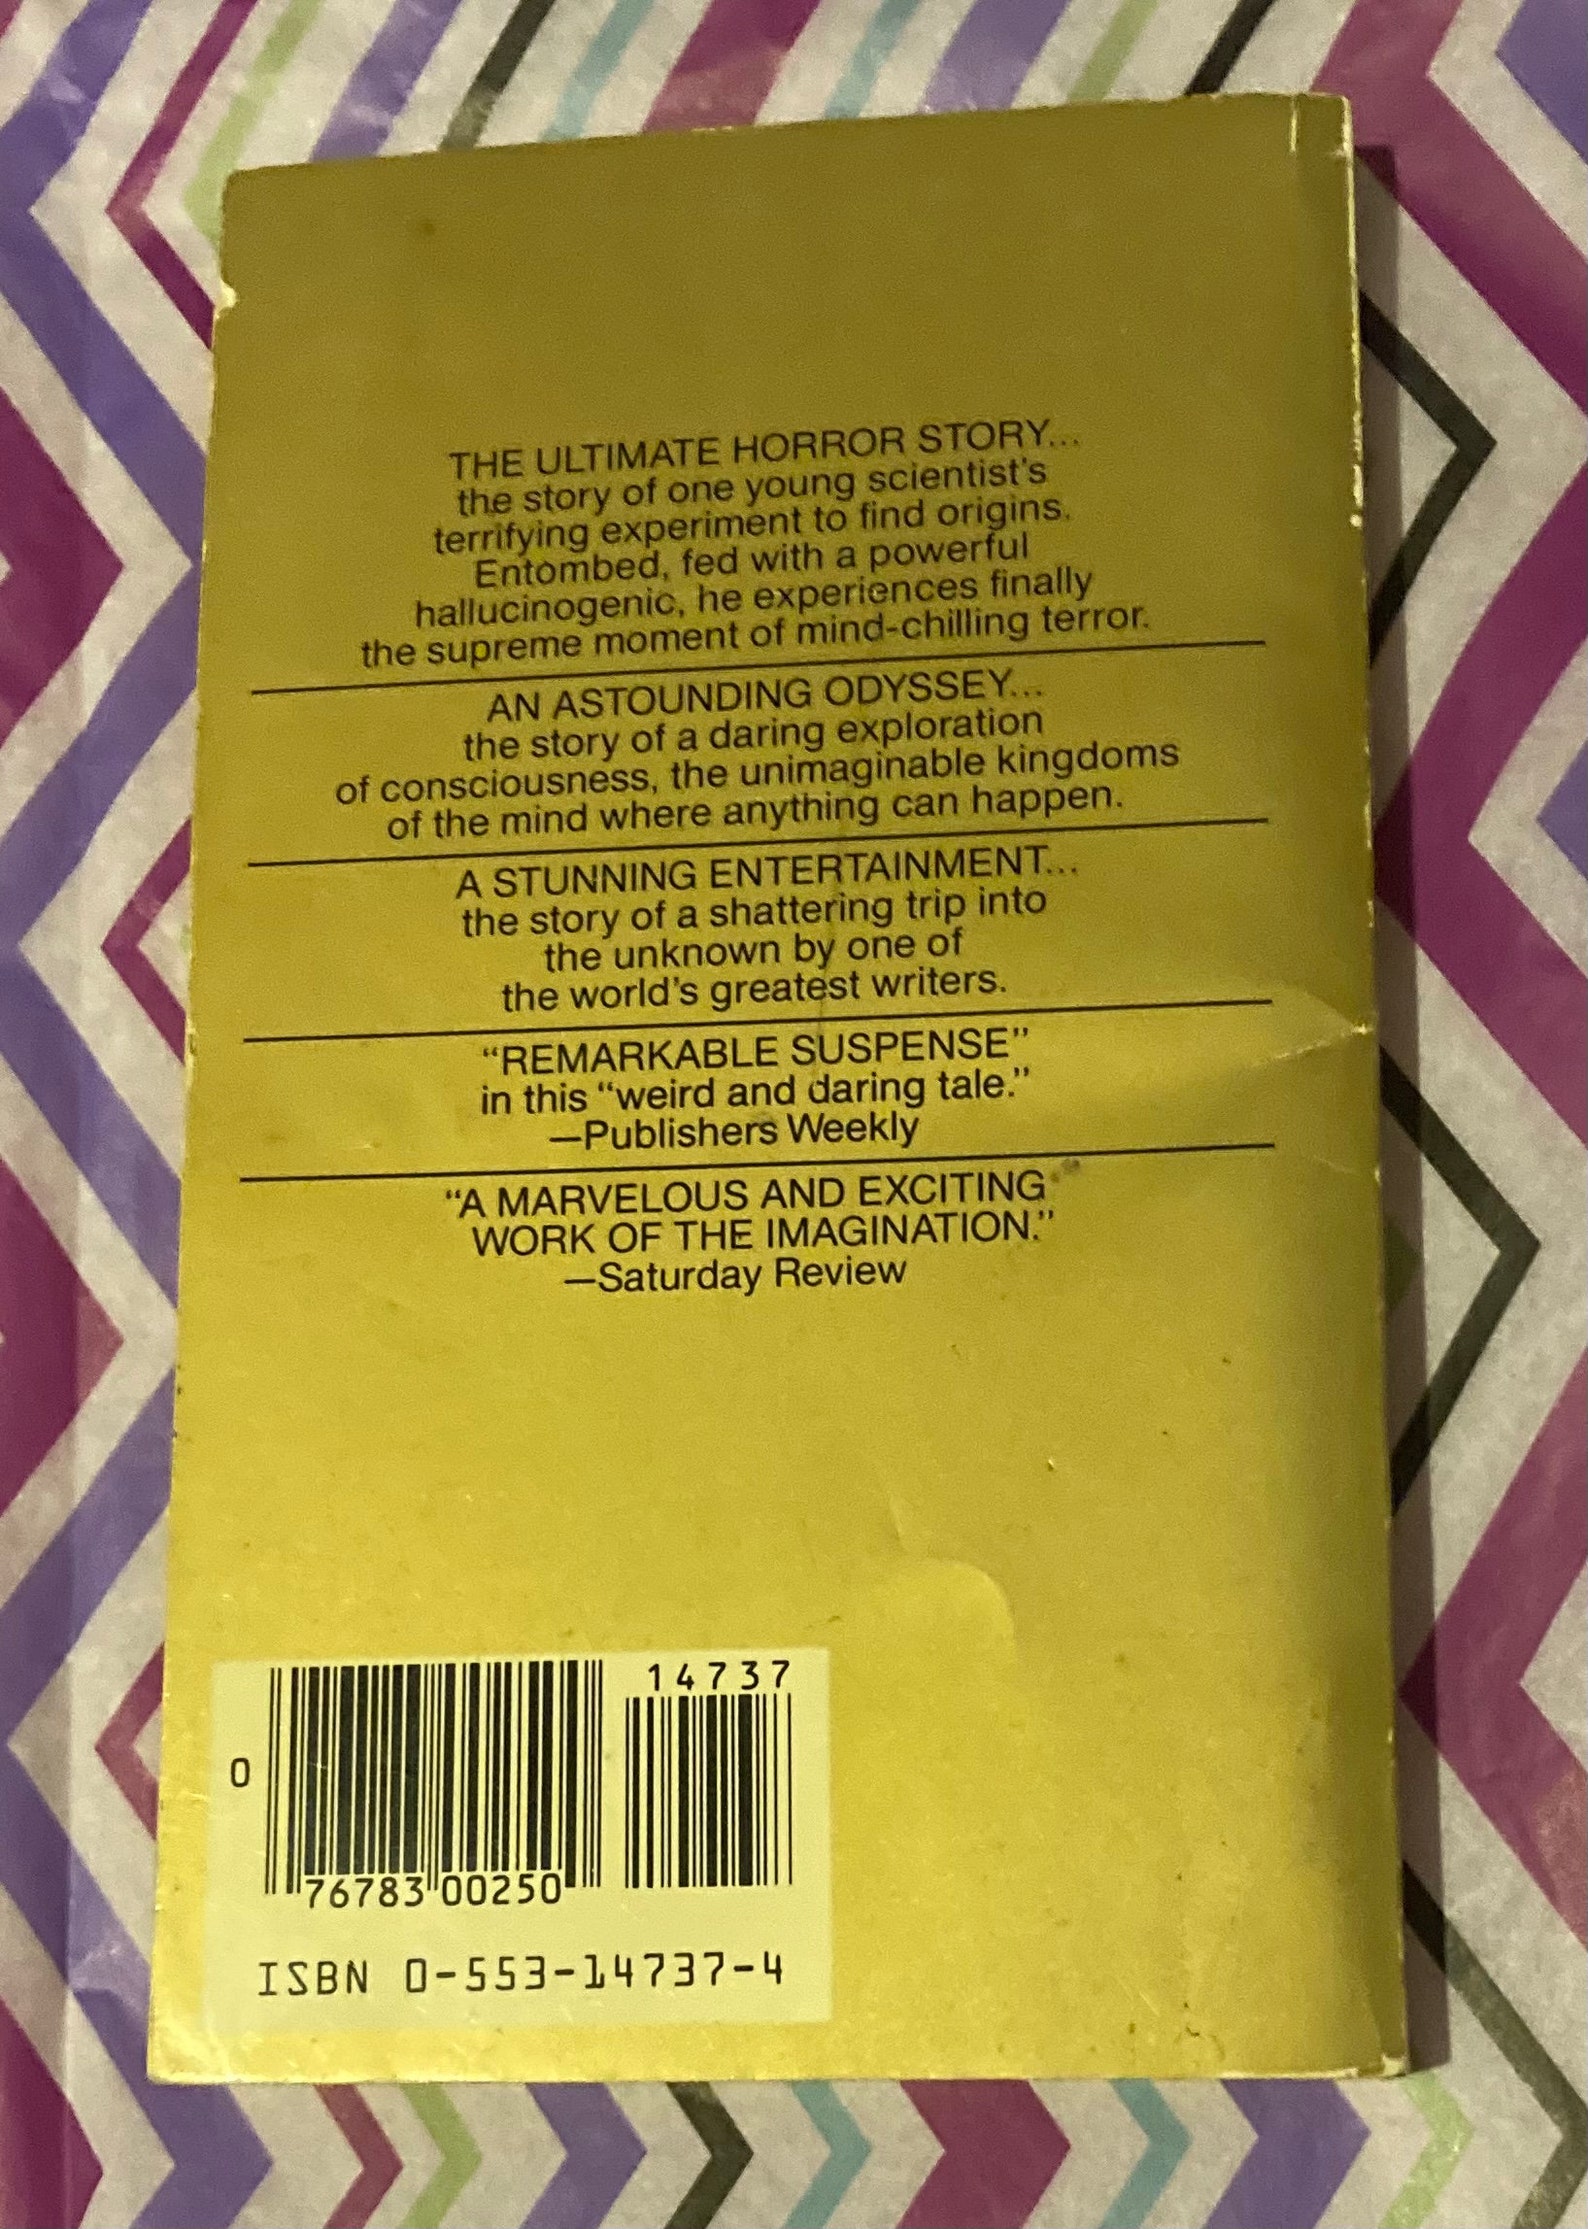 THE ULTIMATE HORROR STORY...
the story of one young scientist's
terrifying experiment to find origins.
Entombed, fed with a powerful
hallucinogenic, he experiences finally
the supreme moment of mind-chilling terror.
AN ASTOUNDING ODYSSEY...
the story of a daring exploration
of consciousness, the unimaginable kingdoms
of the mind where anything can happen.
A STUNNING ENTERTAINMENT...
the story of a shattering trip into
the unknown by one of
the world's greatest writers.
“REMARKABLE SUSPENSE”
in this “weird and daring tale.”
—Publishers Weekly
“A MARVELOUS AND EXCITING
WORK OF THE IMAGINATION.”
—Saturday Review
14737
0
76783 00250
ISBN 0-553-14737-4